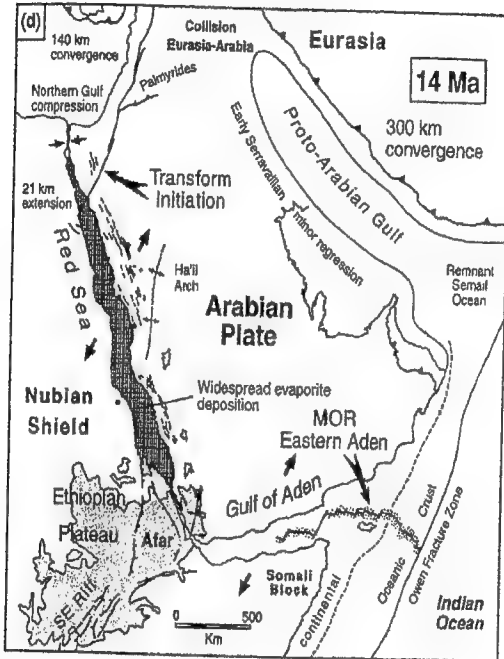 (d)
140 km
convergence
Collision
Eurasia-Arabia
Eurasia
14 Ma
Northern Gulf
compression
Palmyrides
300 km
convergence
Proto-Arabian Gulf
Early Serravallian
minor regression
21 km
extension
Transform
Initiation
Red Sea
Ha'il
Arch
Remnant
Semail
Ocean
Arabian
Plate
Nubian
Shield
Widespread evaporite
deposition
MOR
Eastern Aden
Gulf of Aden
Ethiopian
Plateau
Afar
SE Rift
Somali
Block
0 500
Km
continental
Oceanic
Crust
Owen Fracture Zone
Indian
Ocean